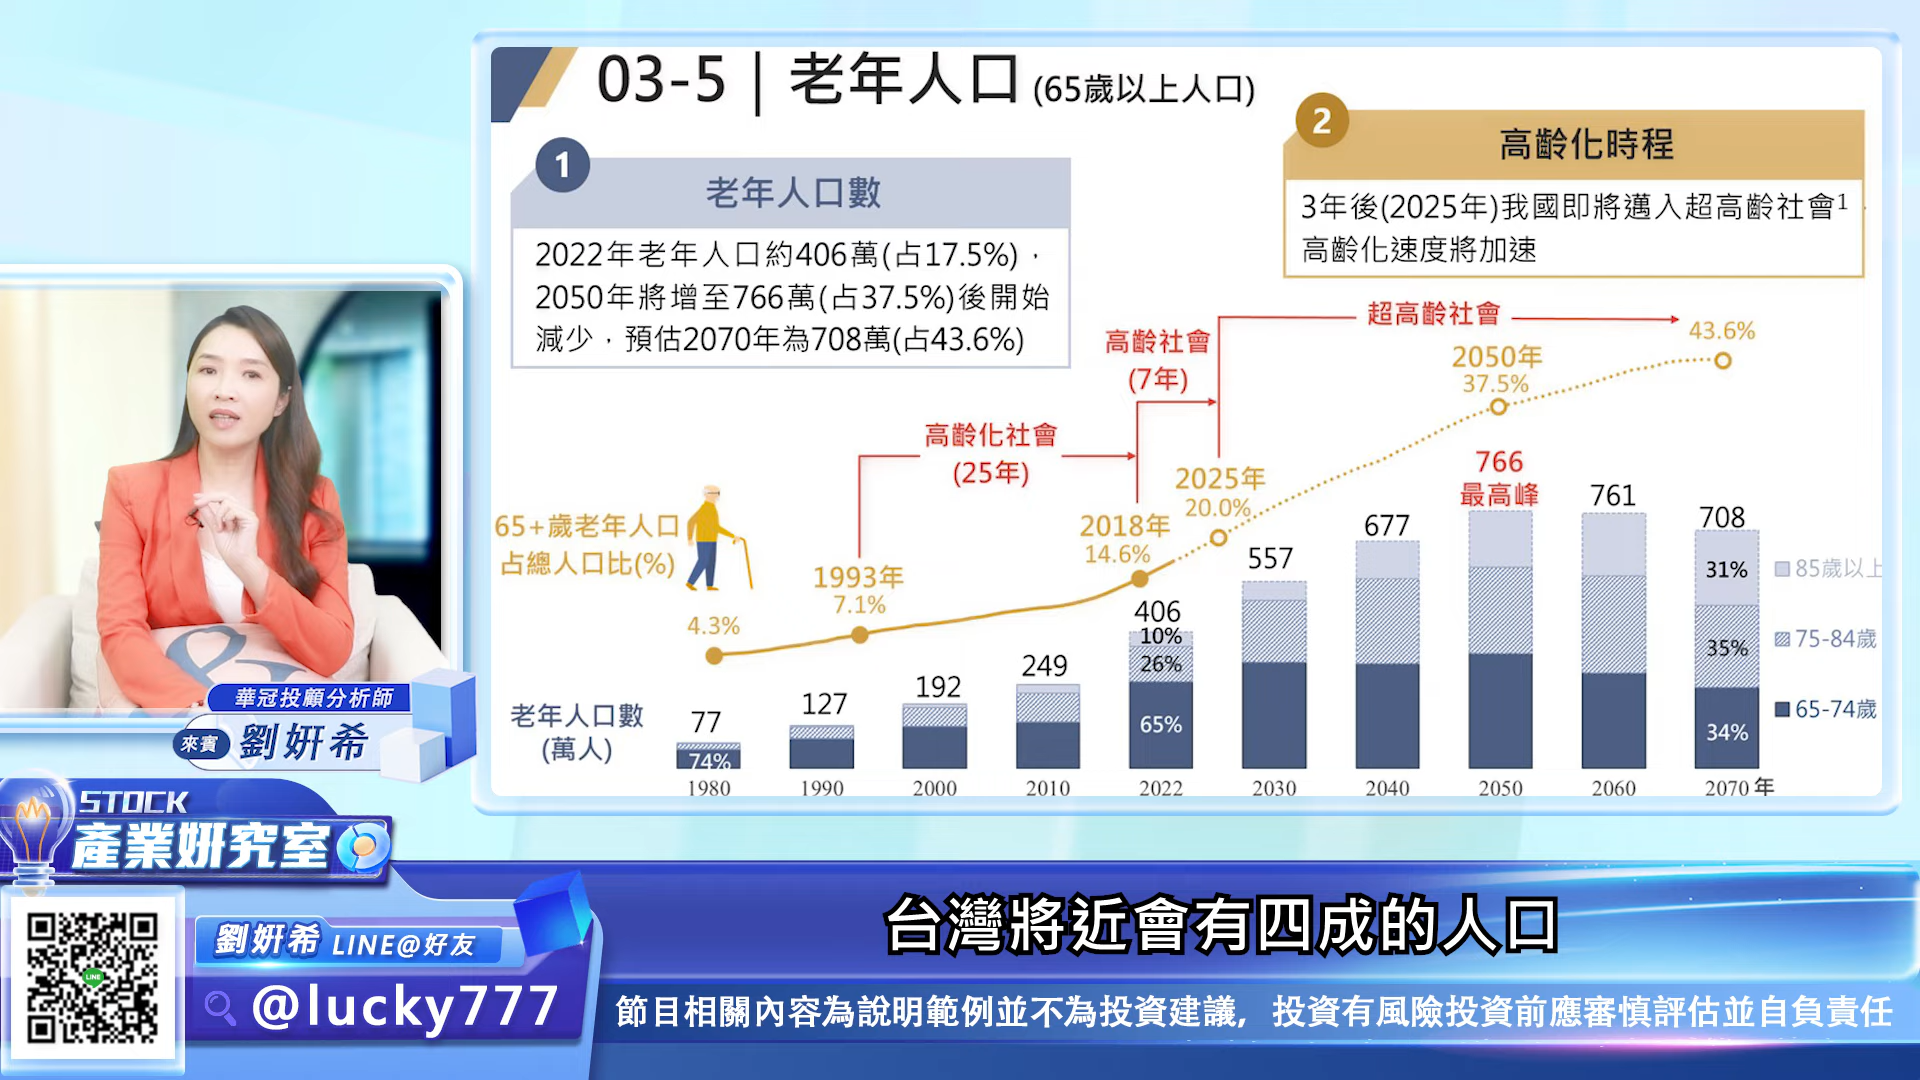 03-5 | 老年人口 (65歲以上人口)
1
老年人口數
2022年老年人口約406萬(占17.5%)，
2050年將增至766萬(占37.5%)後開始
減少，預估2070年為708萬(占43.6%)
2
高齡化時程
3年後(2025年)我國即將邁入超高齡社會1
高齡化速度將加速
超高齡社會
高齡社會
(7年)
高齡化社會
(25年)
65+歲老年人口
占總人口比(%)
4.3%
1993年
7.1%
2018年
14.6%
2025年
20.0%
2050年
37.5%
43.6%
老年人口數
(萬人)
77
127
192
249
406
557
677
766
最高峰
761
708
74%
10%
26%
65%
31%
35%
34%
85歲以上
75-84歲
65-74歲
1980 1990 2000 2010 2022 2030 2040 2050 2060 2070 年
華冠投顧分析師
來賓 劉妍希
STOCK
產業妍究室
LINE
劉妍希 LINE@好友
@lucky777
台灣將近會有四成的人口
節目相關內容為說明範例並不為投資建議，投資有風險投資前應審慎評估並自負責任